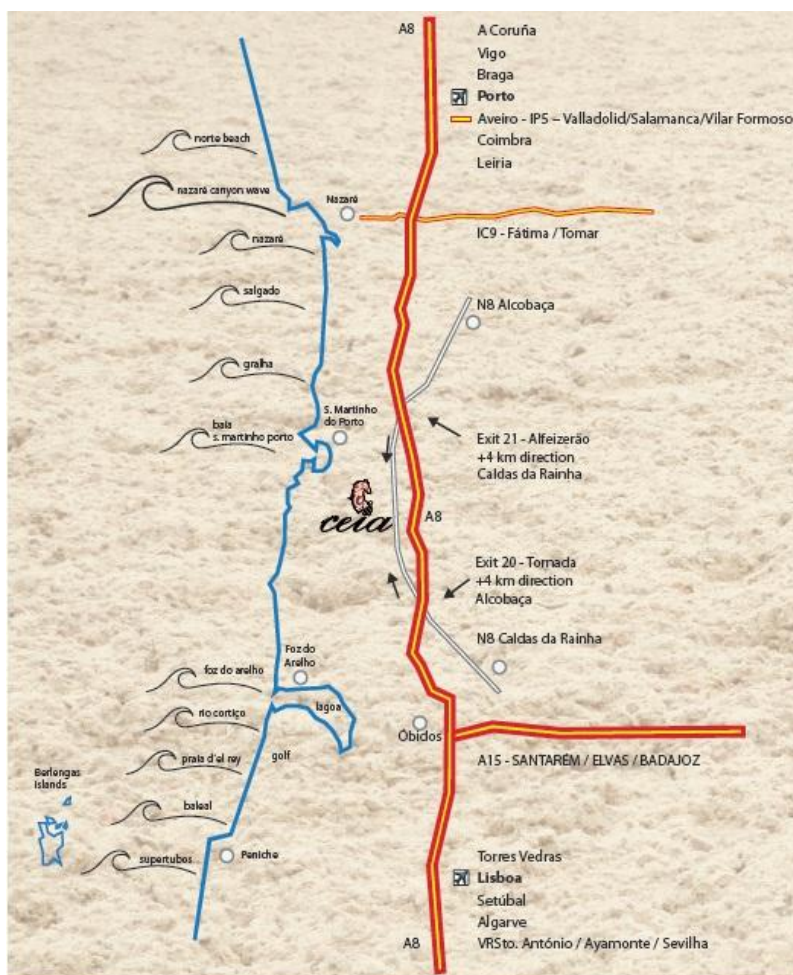 A8
A Coruña
Vigo
Braga
Porto
Aveiro - IP5 – Valladolid/Salamanca/Vilar Formoso
Coimbra
Leiria
norte beach
nazaré canyon wave
Nazaré
IC9 - Fátima / Tomar
nazaré
salgado
N8 Alcobaça
gralha
S. Martinho
do Porto
baia
s. martinho porto
Exit 21 - Alfeizerão
+4 km direction
Caldas da Rainha
ceia
A8
Exit 20 - Tornada
+4 km direction
Alcobaça
N8 Caldas da Rainha
Foz do
Arelho
foz do arelho
lagoa
rio cortiço
Óbidos
golf
praia d'el rey
A15 - SANTARÉM / ELVAS / BADAJOZ
Berlengas
islands
baleal
supertubos
Peniche
Torres Vedras
Lisboa
Setúbal
Algarve
A8
VRSto. António / Ayamonte / Sevilha